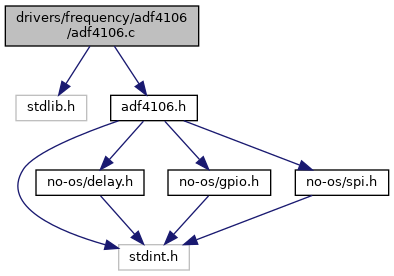 drivers/frequency/adf4106
/adf4106.c
stdlib.h
adf4106.h
no-os/delay.h
no-os/gpio.h
no-os/spi.h
stdint.h